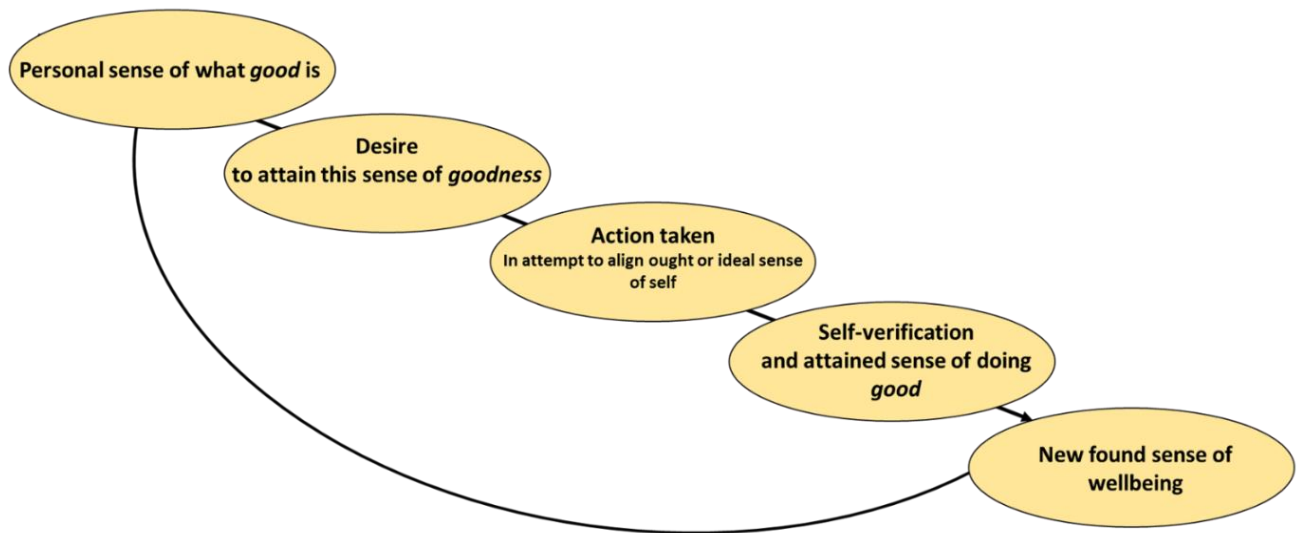 Personal sense of what good is
Desire
to attain this sense of goodness
Action taken
In attempt to align ought or ideal sense
of self
Self-verification
and attained sense of doing
good
New found sense of
wellbeing